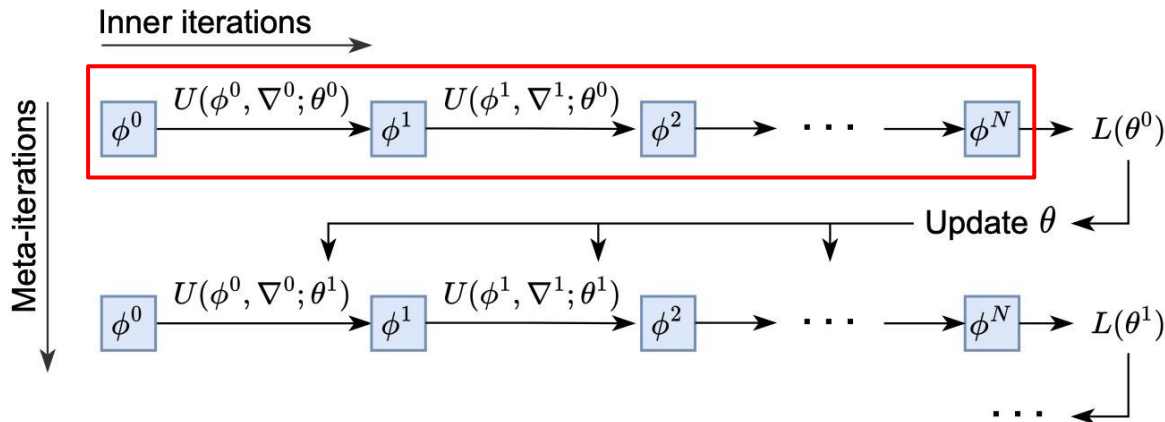 Inner iterations
Meta-iterations
U(ϕ⁰, ∇⁰; θ⁰) U(ϕ¹, ∇¹; θ⁰)
ϕ⁰ ϕ¹ ϕ² ··· ϕᴺ L(θ⁰)
Update θ
U(ϕ⁰, ∇⁰; θ¹) U(ϕ¹, ∇¹; θ¹)
ϕ⁰ ϕ¹ ϕ² ··· ϕᴺ L(θ¹)
···